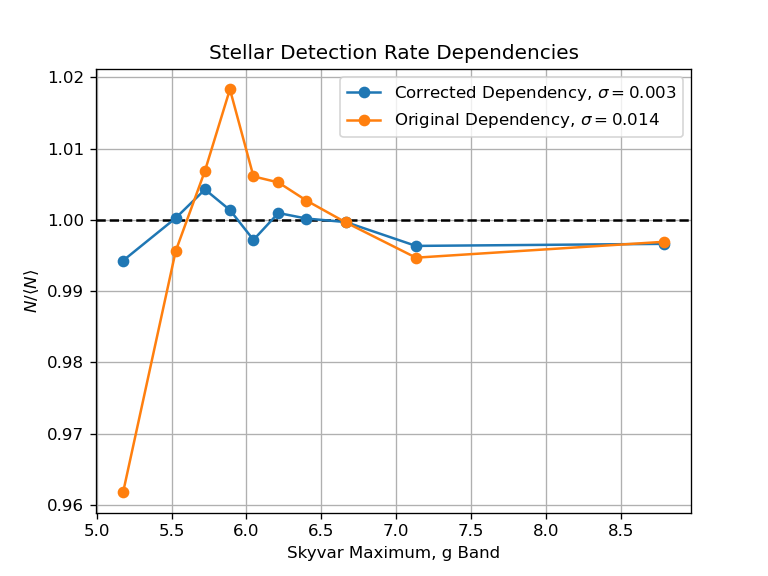 Stellar Detection Rate Dependencies
Corrected Dependency, σ = 0.003
Original Dependency, σ = 0.014
1.02
1.01
1.00
0.99
0.98
0.97
0.96
N/⟨N⟩
5.0 5.5 6.0 6.5 7.0 7.5 8.0 8.5
Skyvar Maximum, g Band